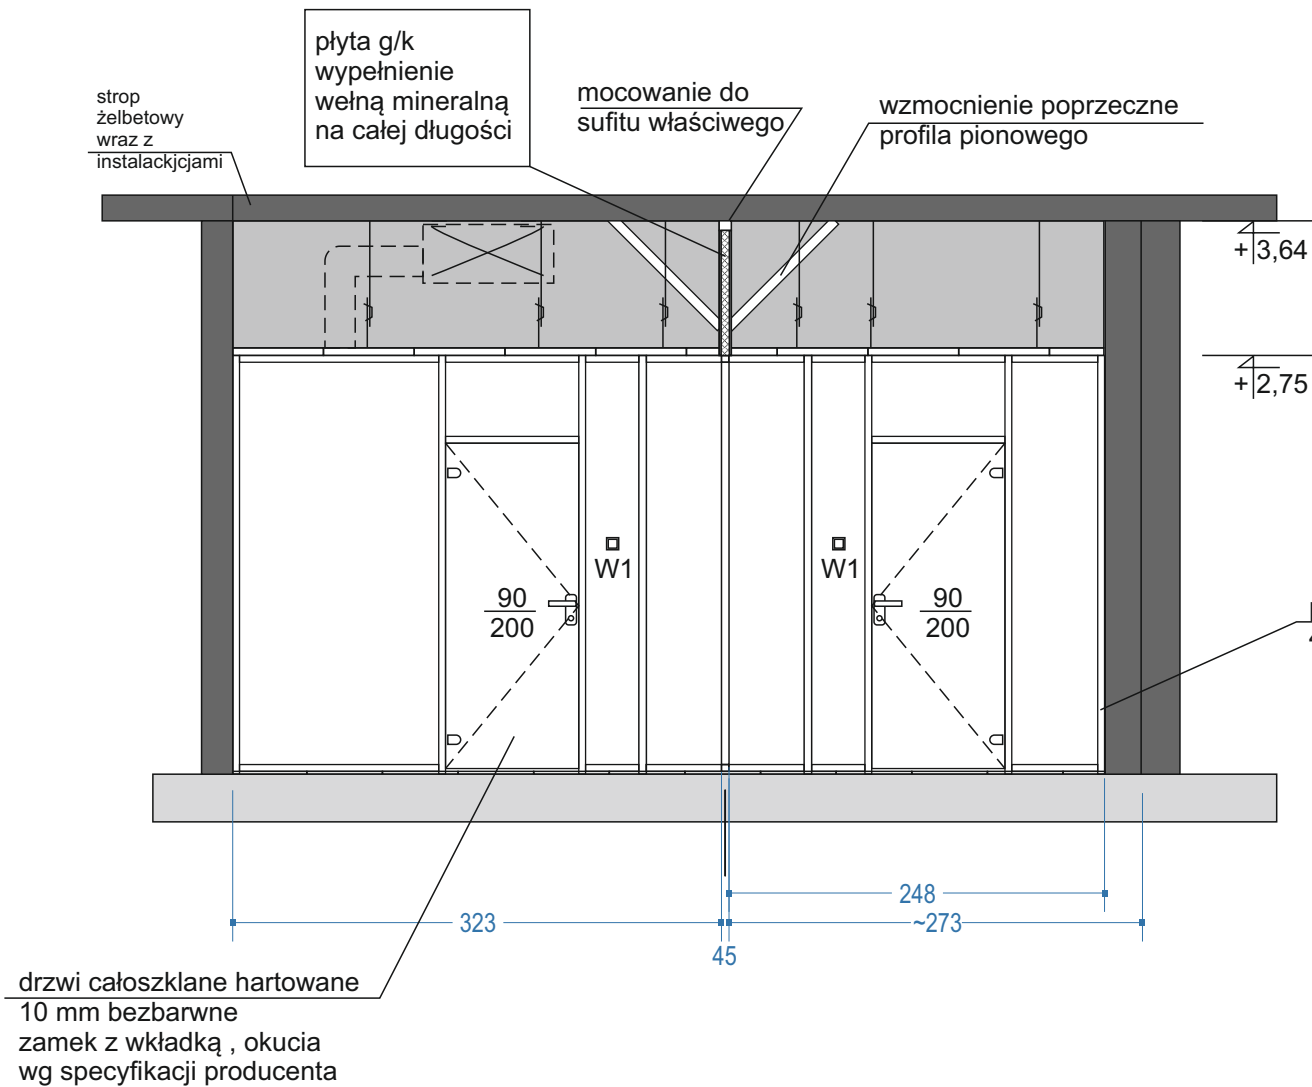 płyta g/k
wypełnienie
wełną mineralną
na całej długości
strop
żelbetowy
wraz z
instalackjcjami
mocowanie do
sufitu właściwego
wzmocnienie poprzeczne
profila pionowego
+3,64
+2,75
W1
W1
90
200
90
200
248
323
~273
45
drzwi całoszklane hartowane
10 mm bezbarwne
zamek z wkładką , okucia
wg specyfikacji producenta